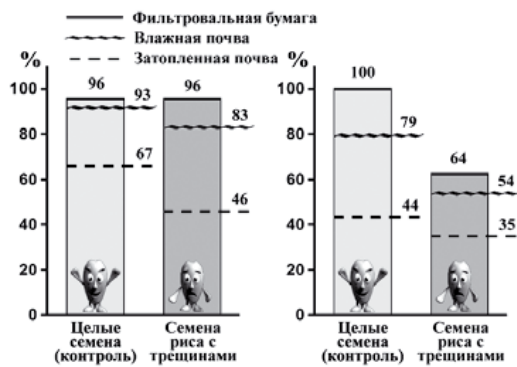 Фильтровальная бумага
Влажная почва
Затопленная почва
%
96
93
96
83
67
46
100
80
60
40
20
0
Целые
семена
(контроль)
Семена
риса с
трещинами
%
100
79
64
54
44
35
100
80
60
40
20
0
Целые
семена
(контроль)
Семена
риса с
трещинами